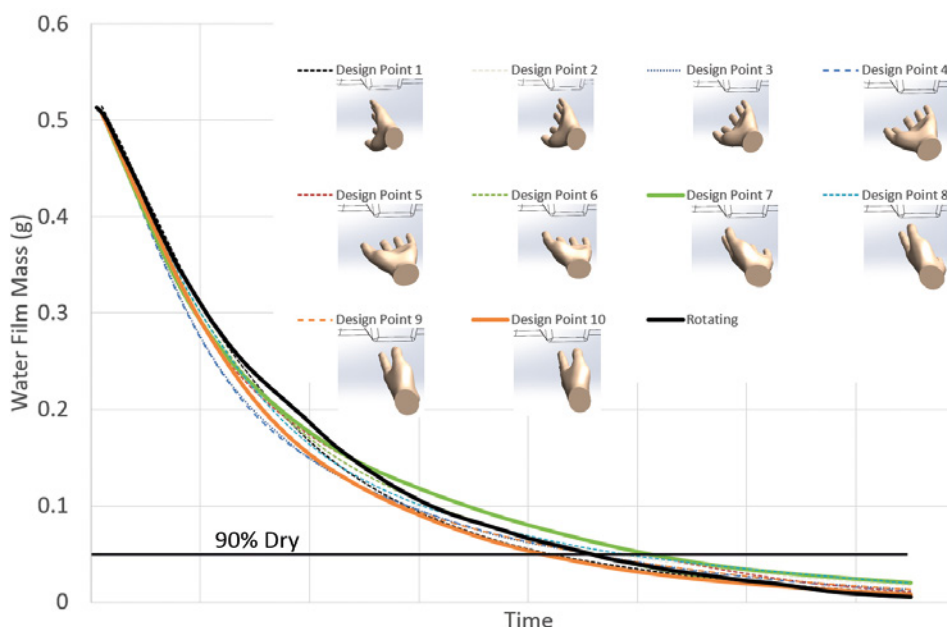 0.6
Design Point 1 Design Point 2 Design Point 3 Design Point 4
0.5
Design Point 5 Design Point 6 Design Point 7 Design Point 8
0.4
0.3
Design Point 9 Design Point 10 Rotating
0.2
0.1
90% Dry
0
Water Film Mass (g)
Time